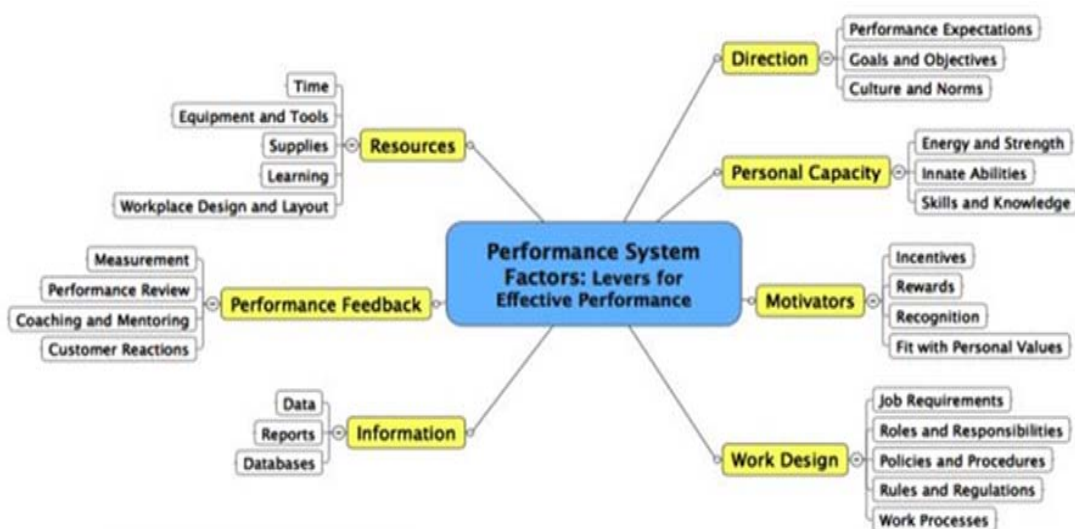 Performance System
Factors: Levers for
Effective Performance
Direction
Performance Expectations
Goals and Objectives
Culture and Norms
Personal Capacity
Energy and Strength
Innate Abilities
Skills and Knowledge
Motivators
Incentives
Rewards
Recognition
Fit with Personal Values
Work Design
Job Requirements
Roles and Responsibilities
Policies and Procedures
Rules and Regulations
Work Processes
Resources
Time
Equipment and Tools
Supplies
Learning
Workplace Design and Layout
Performance Feedback
Measurement
Performance Review
Coaching and Mentoring
Customer Reactions
Information
Data
Reports
Databases